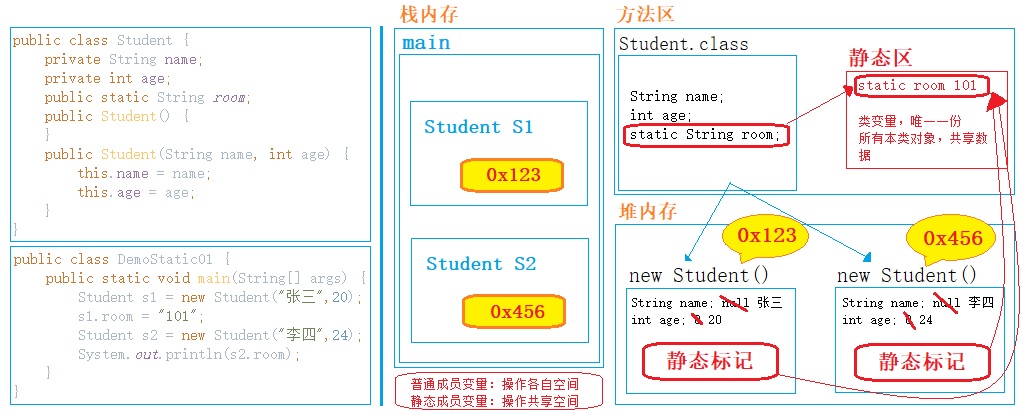 public class Student {
private String name;
private int age;
public static String room;
public Student() {
}
public Student(String name, int age) {
this.name = name;
this.age = age;
}
}
public class DemoStatic01 {
public static void main(String[] args) {
Student s1 = new Student("张三",20);
s1.room = "101";
Student s2 = new Student("李四",24);
System.out.println(s2.room);
}
}
栈内存
main
Student S1
0x123
Student S2
0x456
普通成员变量：操作各自空间
静态成员变量：操作共享空间
方法区
Student.class
String name;
int age;
static String room;
静态区
static room 101
类变量，唯一一份
所有本类对象，共享数
据
堆内存
0x123
new Student()
String name; null 张三
int age; 0 20
静态标记
0x456
new Student()
String name; null 李四
int age; 0 24
静态标记